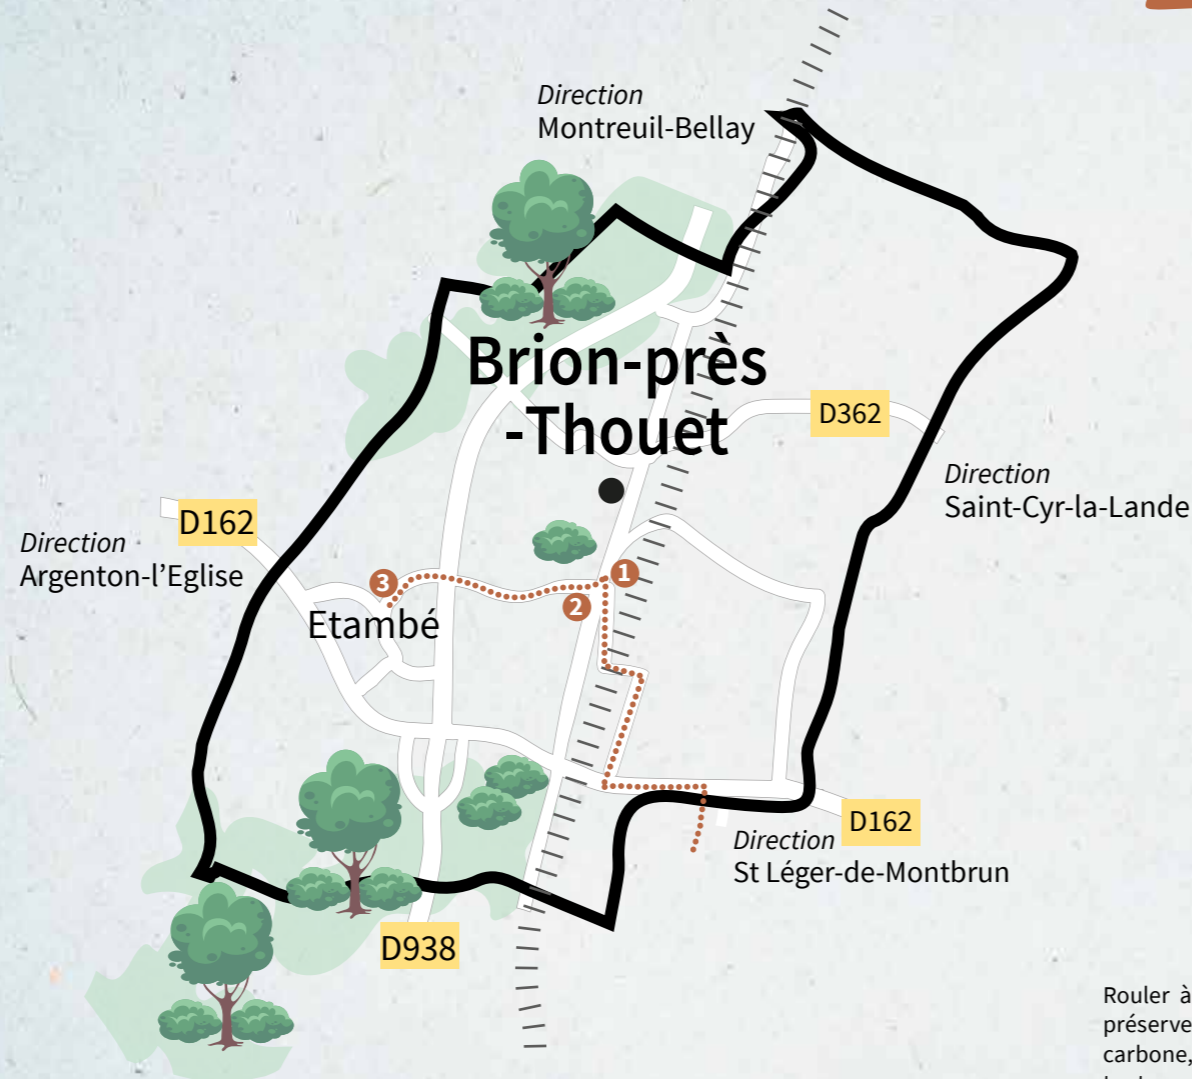 Direction
Montreuil-Bellay
Brion-près
-Thouet
D362
Direction
Saint-Cyr-la-Lande
D162
Direction
Argenton-l'Eglise
3
1
2
Etambé
D162
Direction
St Léger-de-Montbrun
D938
Rouler à
préserve
carbone,